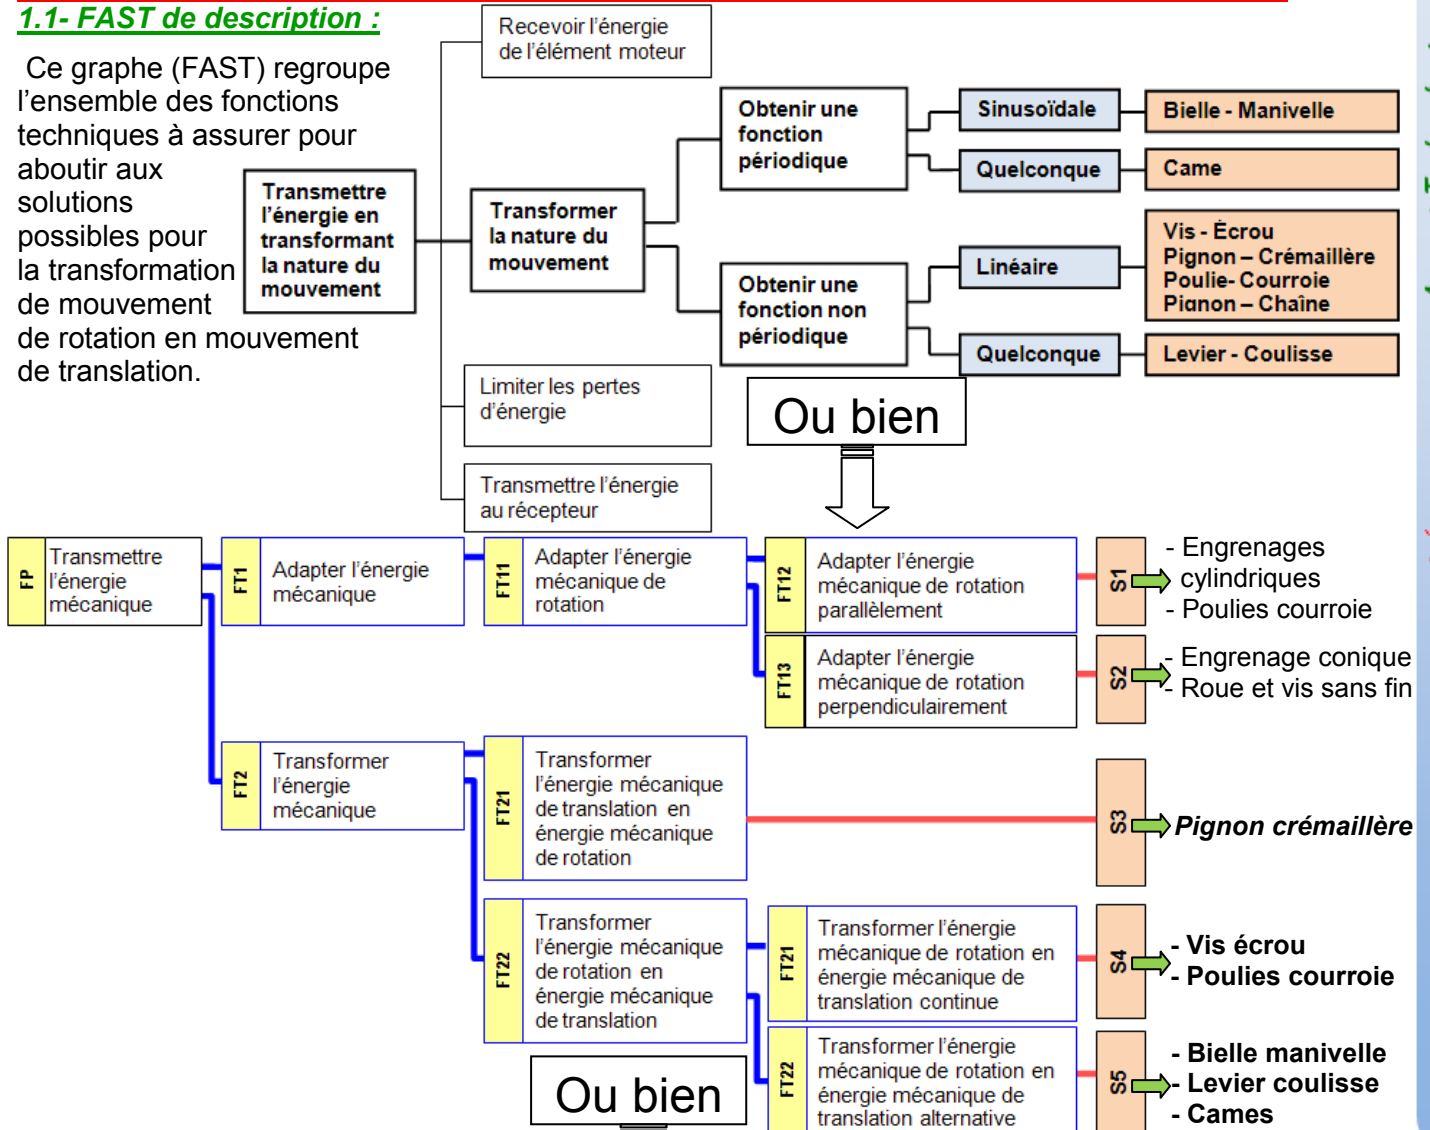 1.1- FAST de description :
Ce graphe (FAST) regroupe
l'ensemble des fonctions
techniques à assurer pour
aboutir aux
solutions
possibles pour
la transformation
de mouvement
de rotation en mouvement
de translation.
Transmettre
l'énergie en
transformant
la nature du
mouvement
Recevoir l'énergie
de l'élément moteur
Transformer
la nature du
mouvement
Limiter les pertes
d'énergie
Transmettre l'énergie
au récepteur
Obtenir une
fonction
périodique
Sinusoïdale
Bielle - Manivelle
Quelconque
Came
Obtenir une
fonction non
périodique
Linéaire
Vis - Écrou
Pignon – Crémaillère
Poulie- Courroie
Pignon – Chaîne
Quelconque
Levier - Coulisse
Ou bien
FP
Transmettre
l'énergie
mécanique
FT1
Adapter l'énergie
mécanique
FT11
Adapter l'énergie
mécanique de
rotation
FT12
Adapter l'énergie
mécanique de rotation
parallèlement
S1
- Engrenages
cylindriques
- Poulies courroie
FT13
Adapter l'énergie
mécanique de rotation
perpendiculairement
S2
- Engrenage conique
- Roue et vis sans fin
FT2
Transformer
l'énergie
mécanique
FT21
Transformer
l'énergie mécanique
de translation en
énergie mécanique
de rotation
S3
Pignon crémaillère
FT22
Transformer
l'énergie mécanique
de rotation en
énergie mécanique
de translation
FT21
Transformer l'énergie
mécanique de rotation en
énergie mécanique de
translation continue
S4
- Vis écrou
- Poulies courroie
FT22
Transformer l'énergie
mécanique de rotation en
énergie mécanique de
translation alternative
S5
- Bielle manivelle
- Levier coulisse
- Cames
Ou bien